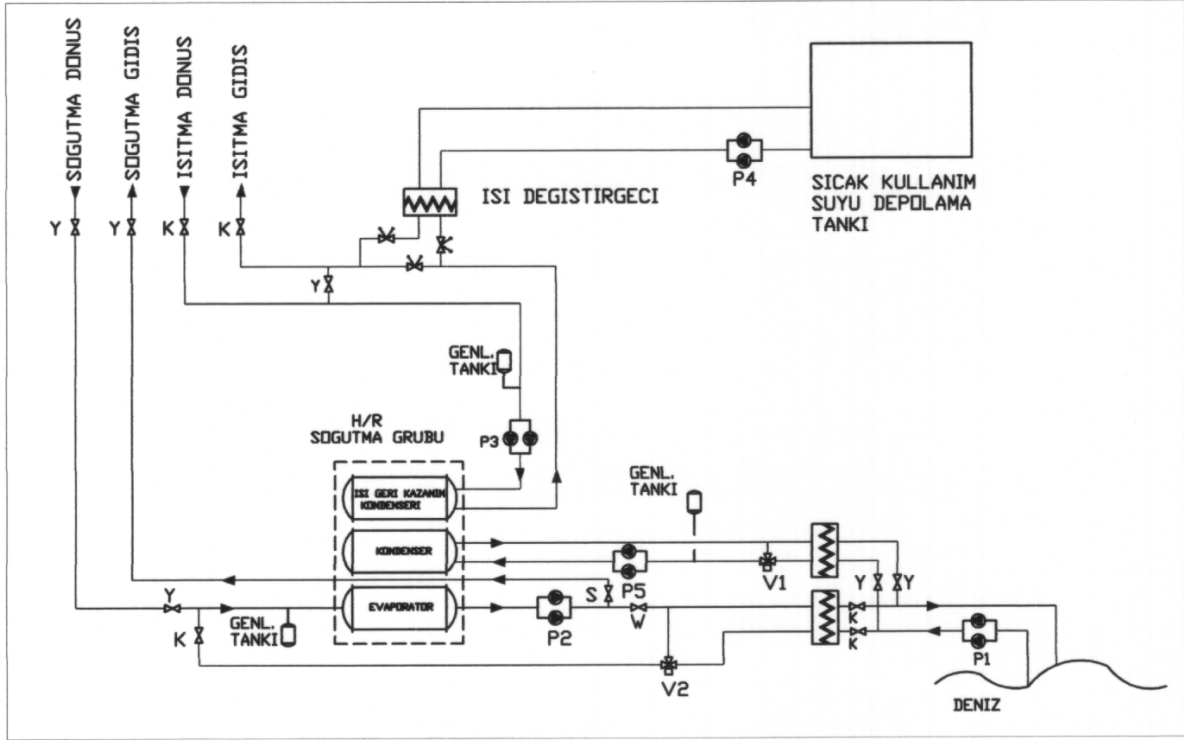 SOGUTMA DONUS
SOGUTMA GIDIS
ISITMA DONUS
ISITMA GIDIS
Y
Y
K
K
ISI DEGISTIRGECI
P4
SICAK KULLANIM
SUYU DEPOLAMA
TANKI
K
Y
GENL.
TANKI
P3
H/R
SOGUTMA GRUBU
ISI GERI KAZANIN
KONDENSERI
KONDENSER
EVAPORATOR
GENL.
TANKI
P5
V1
Y
Y
S
Y
K
GENL.
TANKI
P2
W
V2
K
K
P1
DENIZ